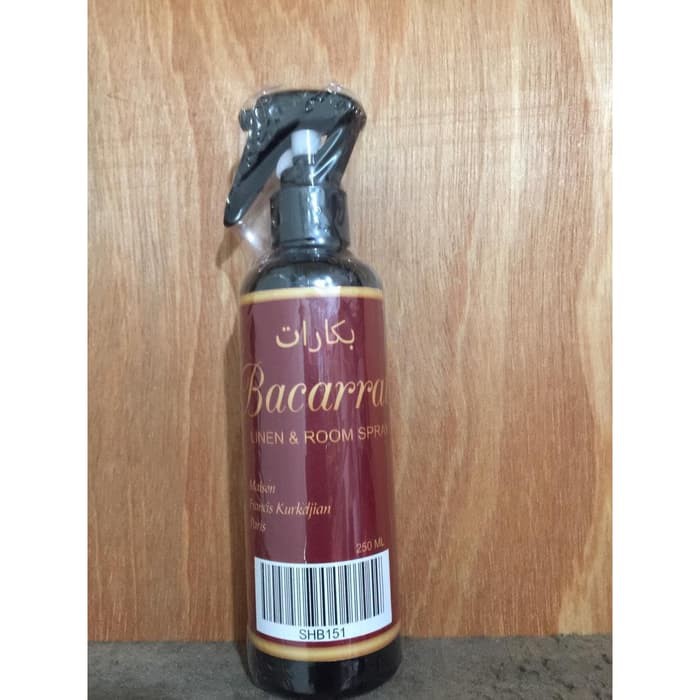 بكارات
Bacarra
LINEN & ROOM SPRAY
Maison
Francis Kurkdjian
Paris
250 ML
SHB151